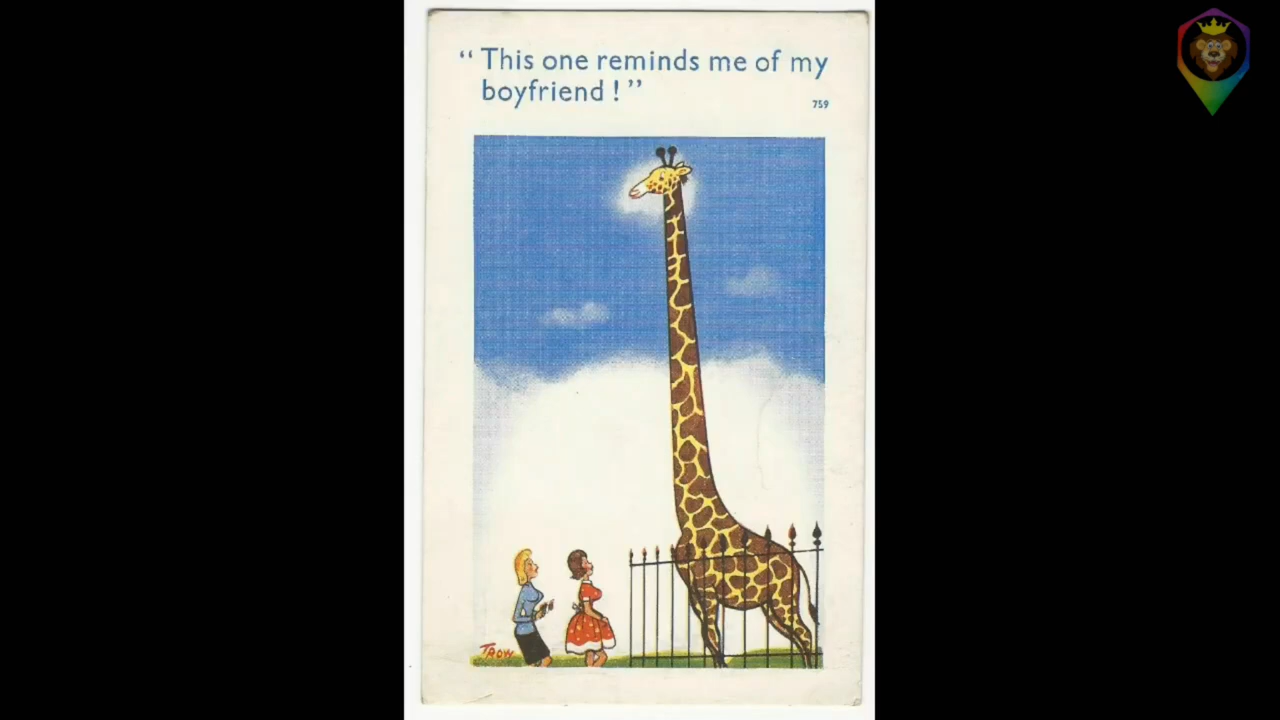 “ This one reminds me of my
boyfriend ! ”
759
TROW